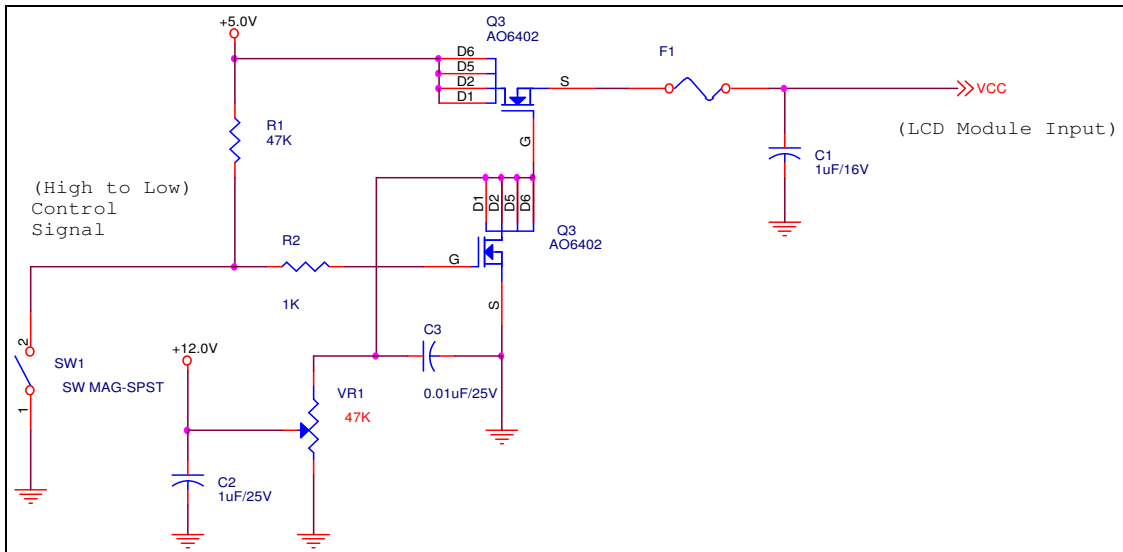 +5.0V
Q3
AO6402
D6
D5
D2
D1
S
G
F1
VCC
(LCD Module Input)
R1
47K
C1
1uF/16V
(High to Low)
Control
Signal
D1
D2
D5
D6
Q3
AO6402
R2
1K
G
S
2
SW1
SW MAG-SPST
1
+12.0V
C3
0.01uF/25V
VR1
47K
C2
1uF/25V